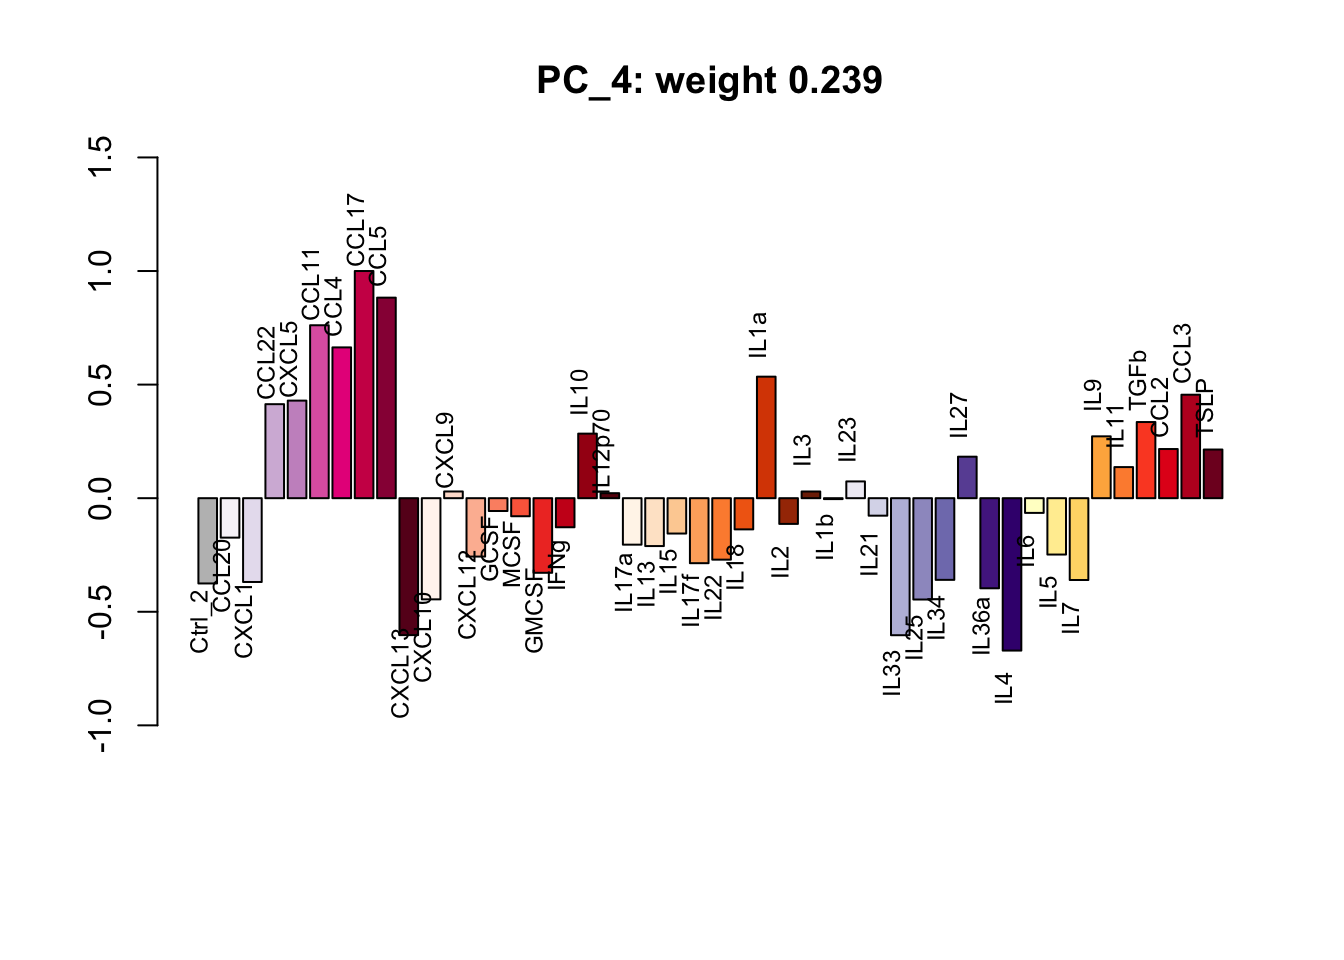 PC_4: weight 0.239
1.5
1.0
0.5
0.0
-0.5
-1.0
Ctrl_2
CCL20
CXCL1
CCL22
CXCL5
CCL11
CCL4
CCL17
CCL5
CXCL13
CXCL10
CXCL9
CXCL12
GCSF
MCSF
GMCSF
IFNg
IL10
IL12p70
IL17a
IL13
IL15
IL17f
IL22
IL18
IL1a
IL2
IL3
IL1b
IL23
IL21
IL33
IL25
IL34
IL27
IL36a
IL4
IL6
IL5
IL7
IL9
IL11
TGFb
CCL2
CCL3
TSLP